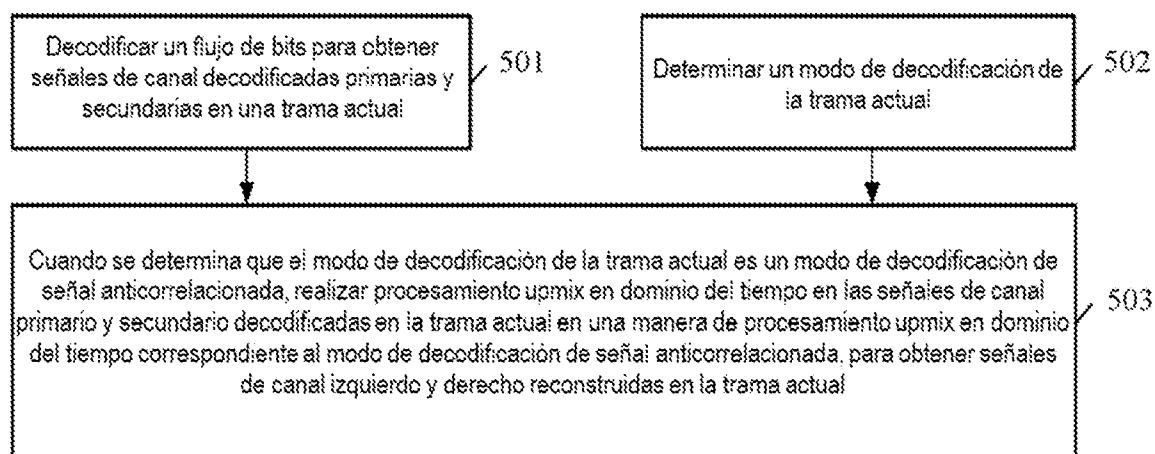 Decodificar un flujo de bits para obtener
señales de canal decodificadas primarias y
secundarias en una trama actual
501
Determinar un modo de decodificación de
la trama actual
502
Cuando se determina que el modo de decodificación de la trama actual es un modo de decodificación de
señal anticorrelacionada, realizar procesamiento upmix en dominio del tiempo en las señales de canal
primario y secundario decodificadas en la trama actual en una manera de procesamiento upmix en dominio
del tiempo correspondiente al modo de decodificación de señal anticorrelacionada, para obtener señales
de canal izquierdo y derecho reconstruidas en la trama actual
503